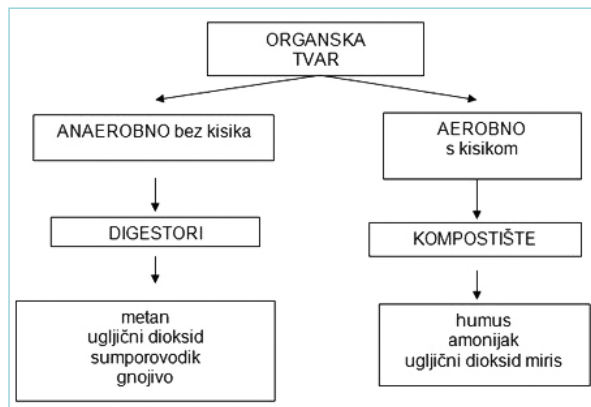 ORGANSKA
TVAR
ANAEROBNO bez kisika
AEROBNO
s kisikom
DIGESTORI
KOMPOSTIŠTE
metan
ugljični dioksid
sumporovodik
gnojivo
humus
amonijak
ugljični dioksid miris